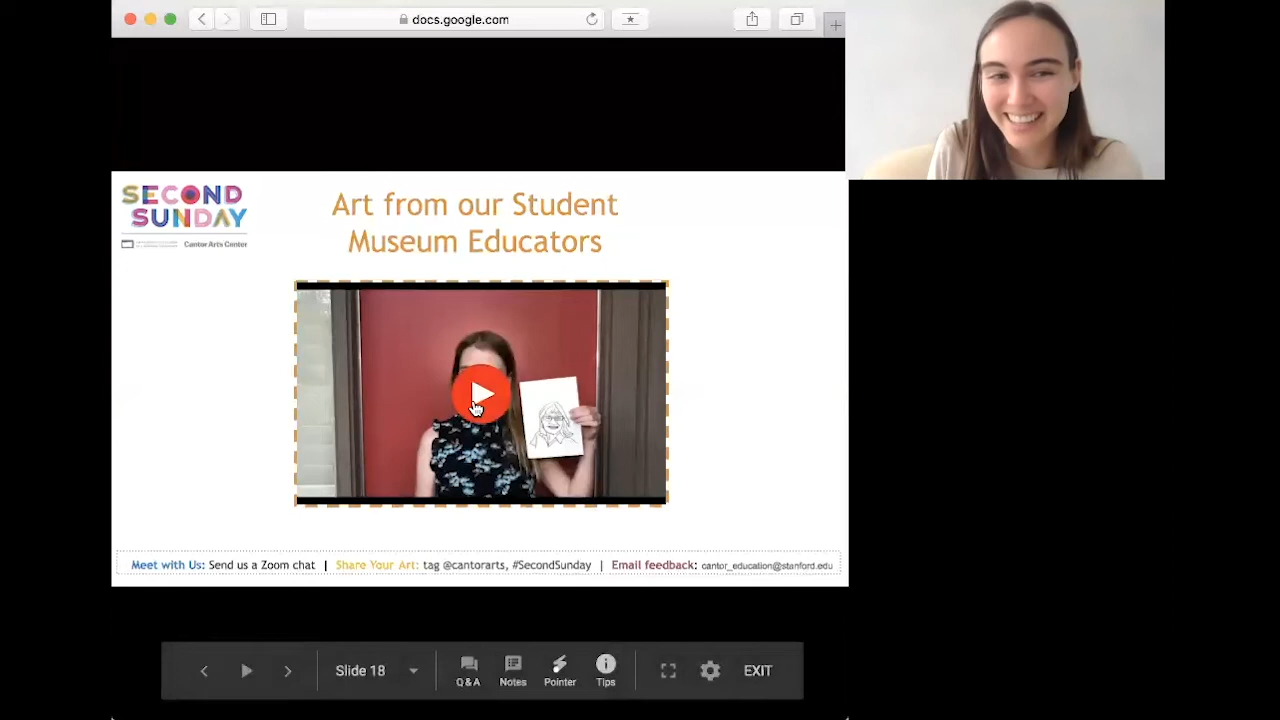 docs.google.com
SECOND
SUNDAY
Cantor Arts Center
Art from our Student
Museum Educators
Meet with Us: Send us a Zoom chat | Share Your Art: tag @cantorarts, #SecondSunday | Email feedback: cantor_education@stanford.edu
Slide 18
Q & A
Notes
Pointer
Tips
EXIT